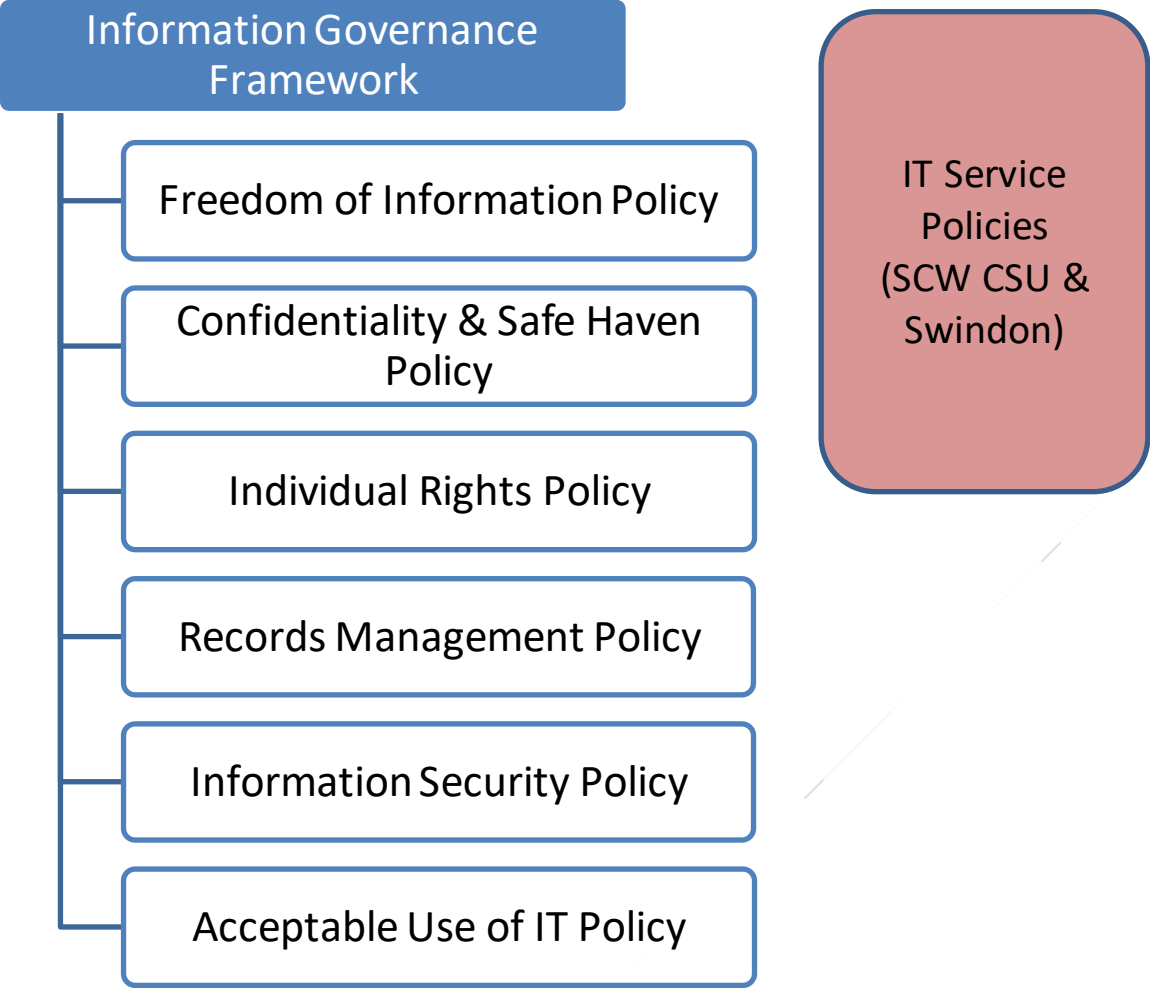 Information Governance
Framework
Freedom of Information Policy
Confidentiality & Safe Haven
Policy
Individual Rights Policy
Records Management Policy
Information Security Policy
Acceptable Use of IT Policy
IT Service
Policies
(SCW CSU &
Swindon)